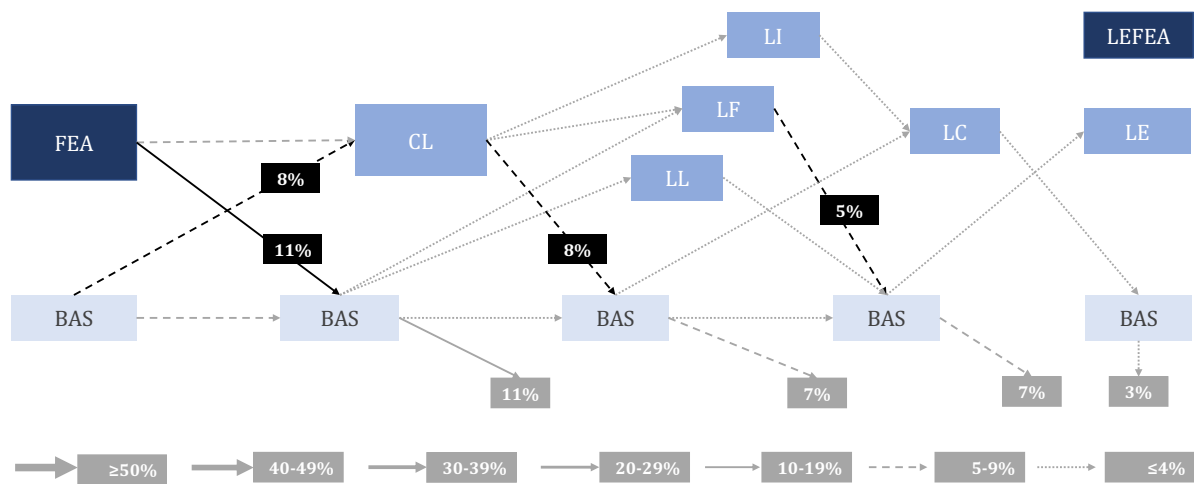 LI
LEFEA
FEA
CL
LF
LC
LE
8%
LL
5%
11%
8%
BAS
BAS
BAS
BAS
BAS
11%
7%
7%
3%
≥50%
40-49%
30-39%
20-29%
10-19%
5-9%
≤4%